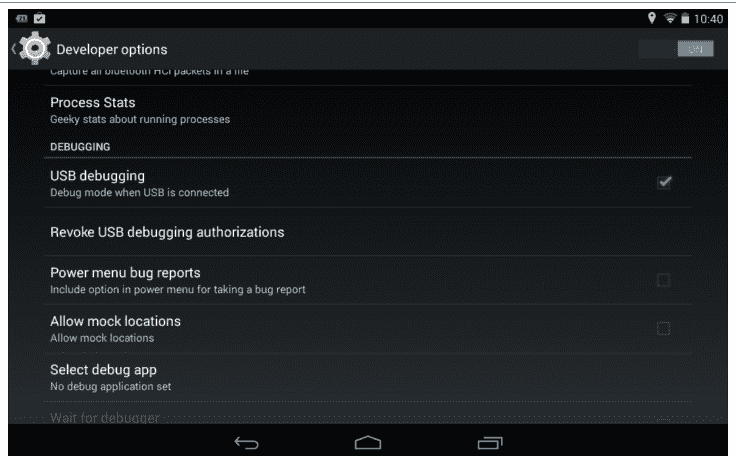 10:40
Developer options
ON
Capture all bluetooth HCI packets in a file
Process Stats
Geeky stats about running processes
DEBUGGING
USB debugging
Debug mode when USB is connected
Revoke USB debugging authorizations
Power menu bug reports
Include option in power menu for taking a bug report
Allow mock locations
Allow mock locations
Select debug app
No debug application set
Wait for debugger